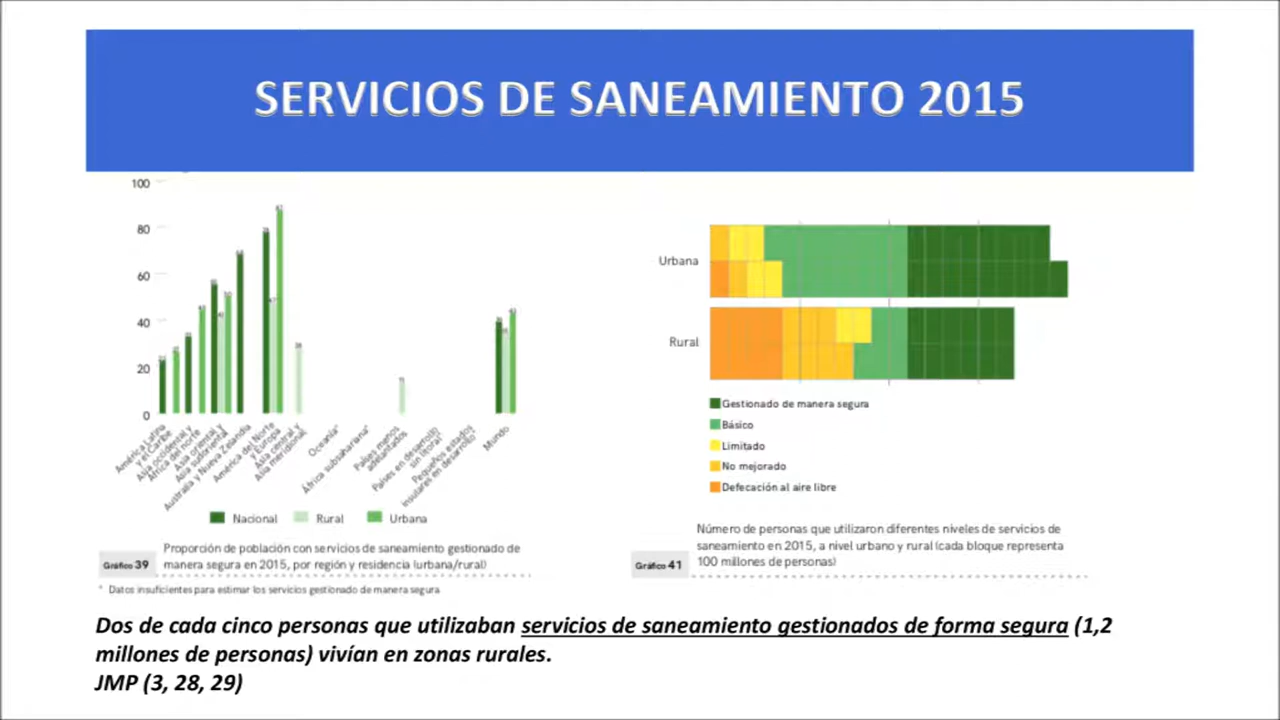 SERVICIOS DE SANEAMIENTO 2015
100
80
60
40
20
0
América Latina
y el Caribe
Asia occidental y
África del norte
Asia oriental y
Asia sudoriental
Australia y Nueva Zelandia
América del Norte
y Europa
Asia central y
Asia meridional
Oceanía*
África subsahariana*
Países menos
adelantados
Países en desarrollo
sin litoral*
Pequeños estados
insulares en desarrollo*
Mundo
Nacional
Rural
Urbana
Gráfico 39
Proporción de población con servicios de saneamiento gestionado de
manera segura en 2015, por región y residencia (urbana/rural)
* Datos insuficientes para estimar los servicios gestionado de manera segura
Urbana
Rural
Gestionado de manera segura
Básico
Limitado
No mejorado
Defecación al aire libre
Gráfico 41
Número de personas que utilizaron diferentes niveles de servicios de
saneamiento en 2015, a nivel urbano y rural (cada bloque representa
100 millones de personas)
Dos de cada cinco personas que utilizaban servicios de saneamiento gestionados de forma segura (1,2
millones de personas) vivían en zonas rurales.
JMP (3, 28, 29)